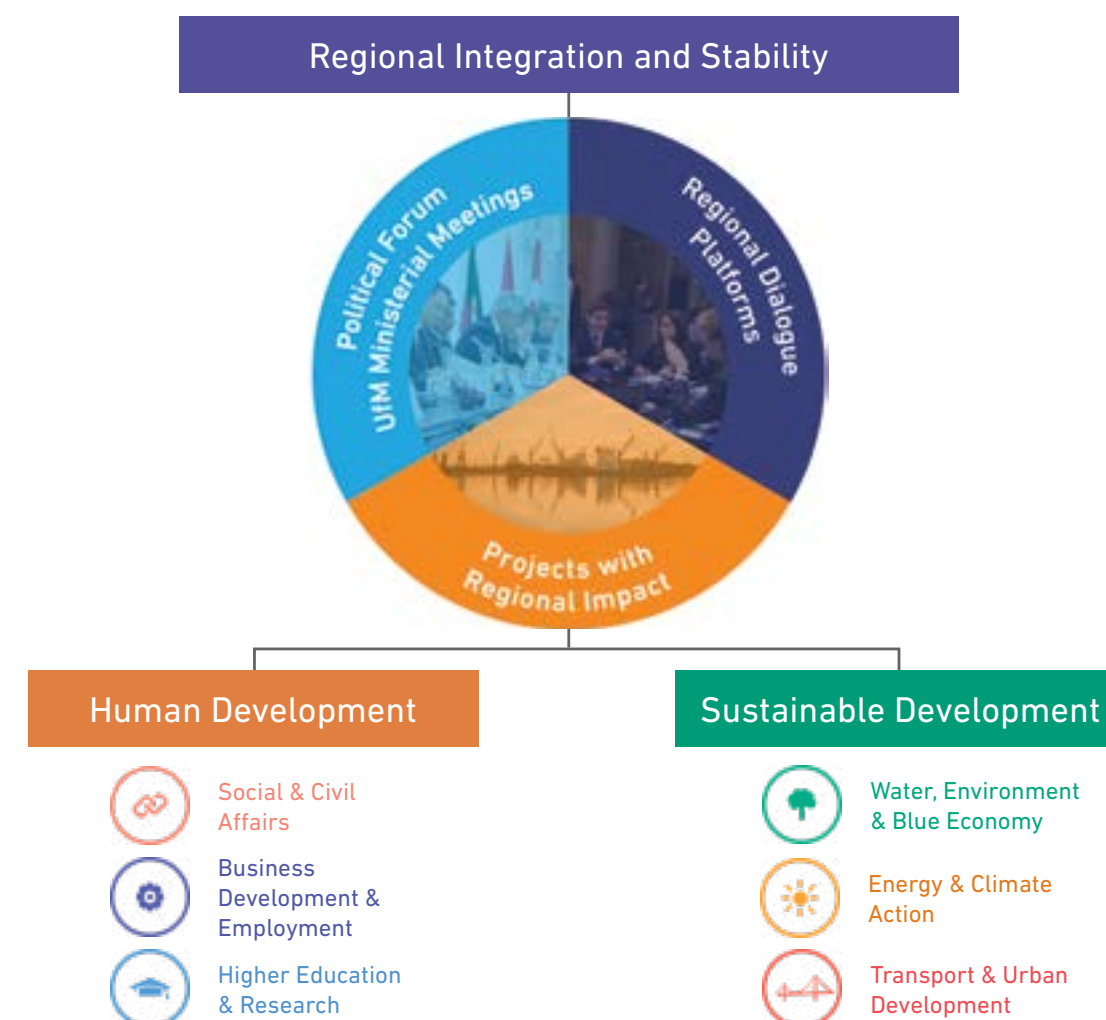 Regional Integration and Stability
Political Forum
UfM Ministerial Meetings
Regional Dialogue
Platforms
Projects with
Regional Impact
Human Development
Social & Civil
Affairs
Business
Development &
Employment
Higher Education
& Research
Sustainable Development
Water, Environment
& Blue Economy
Energy & Climate
Action
Transport & Urban
Development